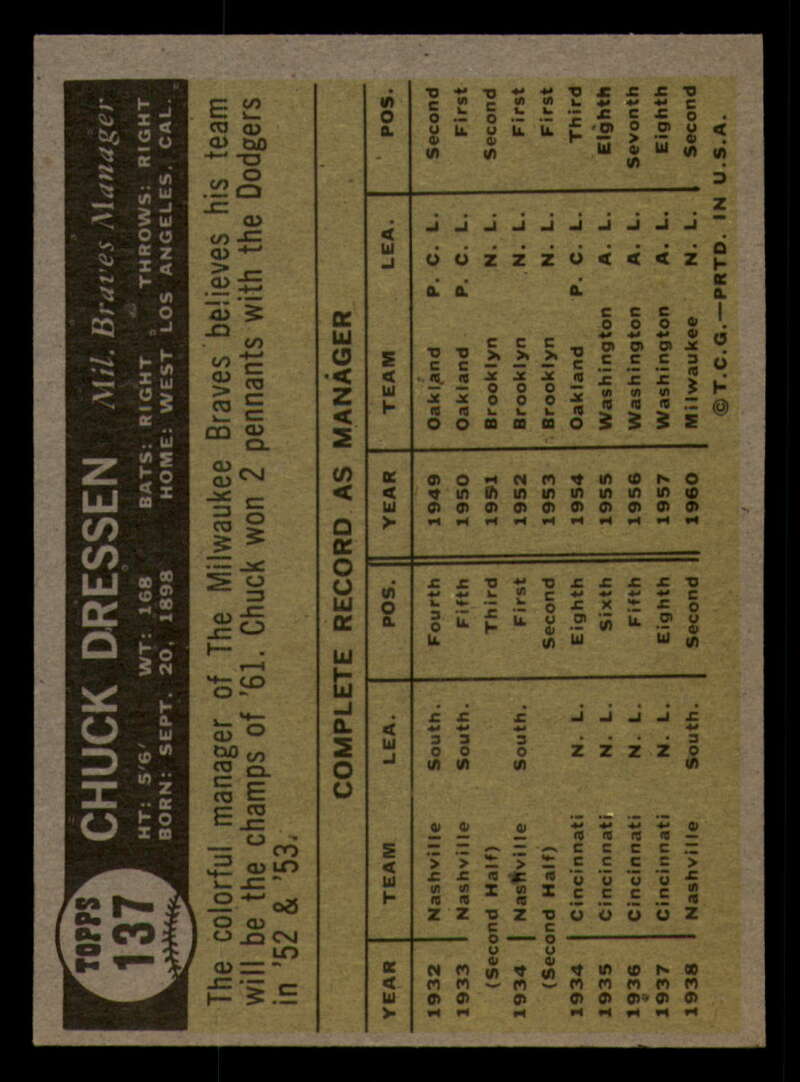 TOPPS
137
CHUCK DRESSEN Mil. Braves Manager
HT: 5'6' WT: 168 BATS: RIGHT THROWS: RIGHT
BORN: SEPT. 20, 1898 HOME: WEST LOS ANGELES, CAL.
The colorful manager of The Milwaukee Braves believes his team
will be the champs of '61. Chuck won 2 pennants with the Dodgers
in '52 & '53.
COMPLETE RECORD AS MANAGER
YEAR TEAM LEA. POS. YEAR TEAM LEA. POS.
1932 Nashville South. Fourth 1949 Oakland P. C. L. Second
1933 Nashville South. Fifth 1950 Oakland P. C. L. First
(Second Half) Third 1951 Brooklyn N. L. Second
1934 Nashville South. First 1952 Brooklyn N. L. First
(Second Half) Second 1953 Brooklyn N. L. First
1934 Cincinnati N. L. Eighth 1954 Oakland P. C. L. Third
1935 Cincinnati N. L. Sixth 1955 Washington A. L. Eighth
1936 Cincinnati N. L. Fifth 1956 Washington A. L. Seventh
1937 Cincinnati N. L. Eighth 1957 Washington A. L. Eighth
1938 Nashville South. Second 1960 Milwaukee N. L. Second
©T.C.G.—PRTD. IN U.S.A.